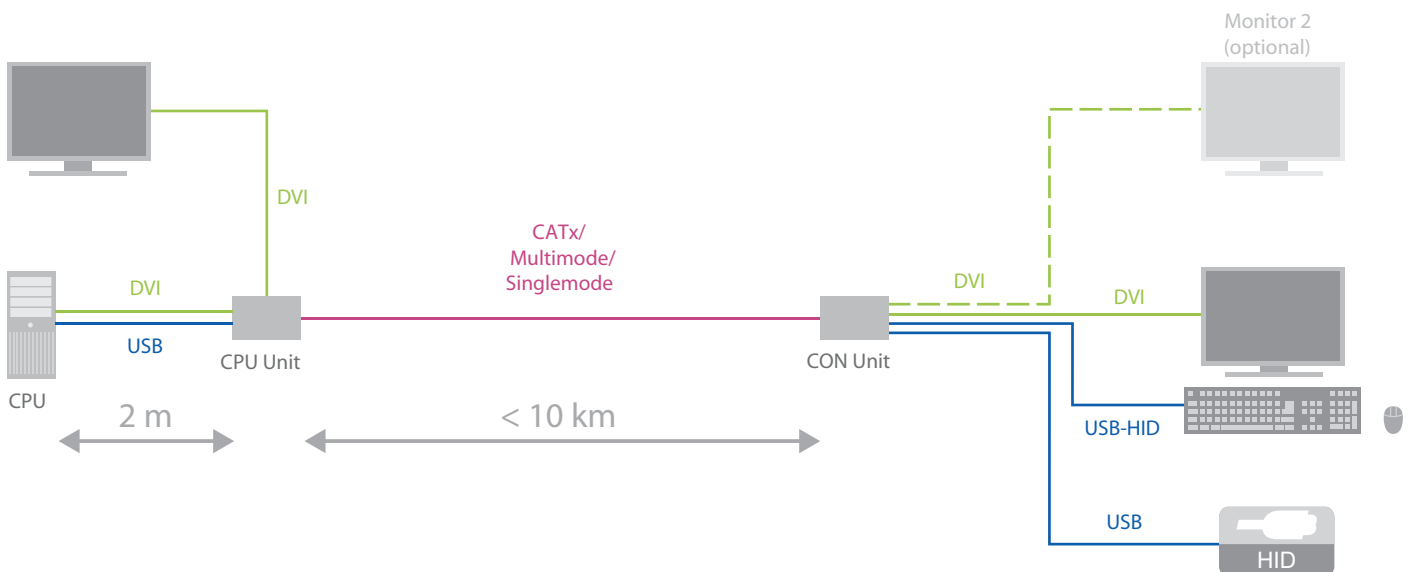 Monitor 2
(optional)
DVI
CATx/
Multimode/
Singlemode
DVI
DVI
DVI
USB
CPU Unit
CON Unit
CPU
2 m
< 10 km
USB-HID
USB
HID